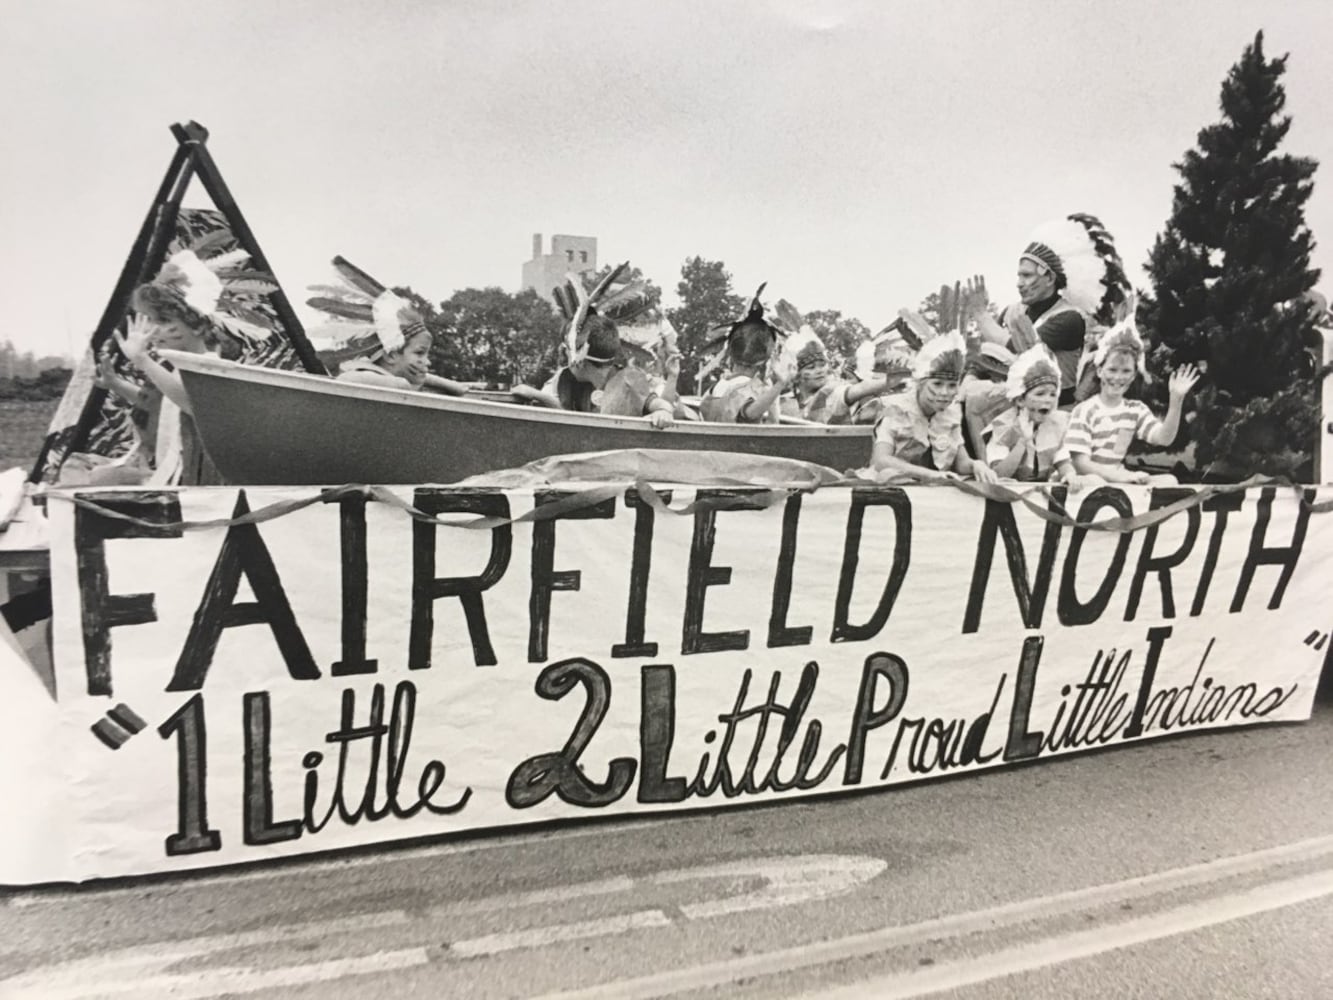 FAIRFIELD NORTH
"1 Little 2 Little Proud Little Indians"